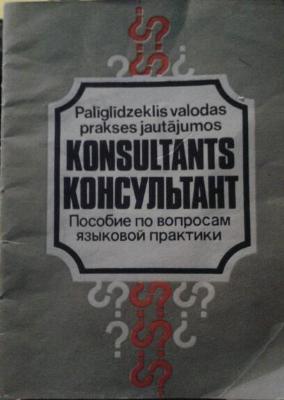 Palīglīdzeklis valodas
prakses jautājumos
KONSULTANTS
КОНСУЛЬТАНТ
Пособие по вопросам
языковой практики